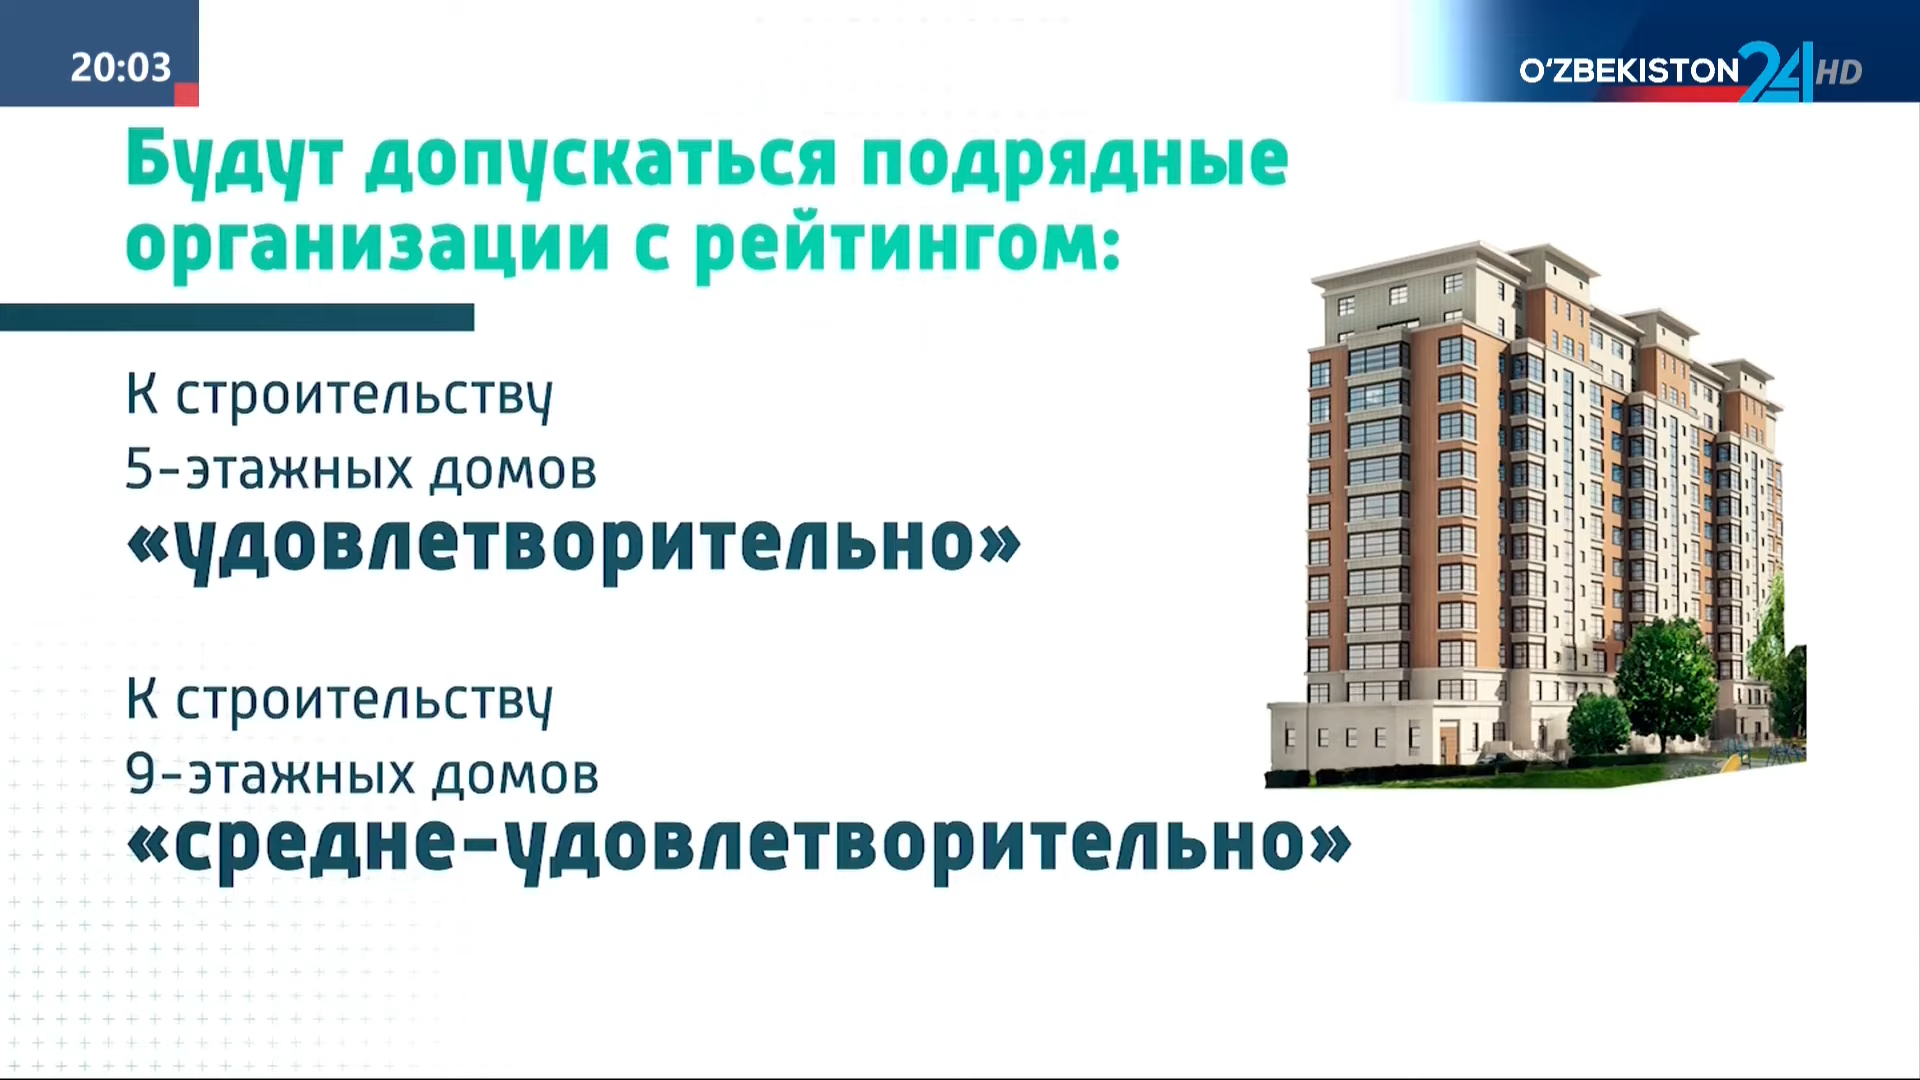 20:03
O‘ZBEKISTON 24 HD
Будут допускаться подрядные
организации с рейтингом:
К строительству
5-этажных домов
«удовлетворительно»
К строительству
9-этажных домов
«средне-удовлетворительно»